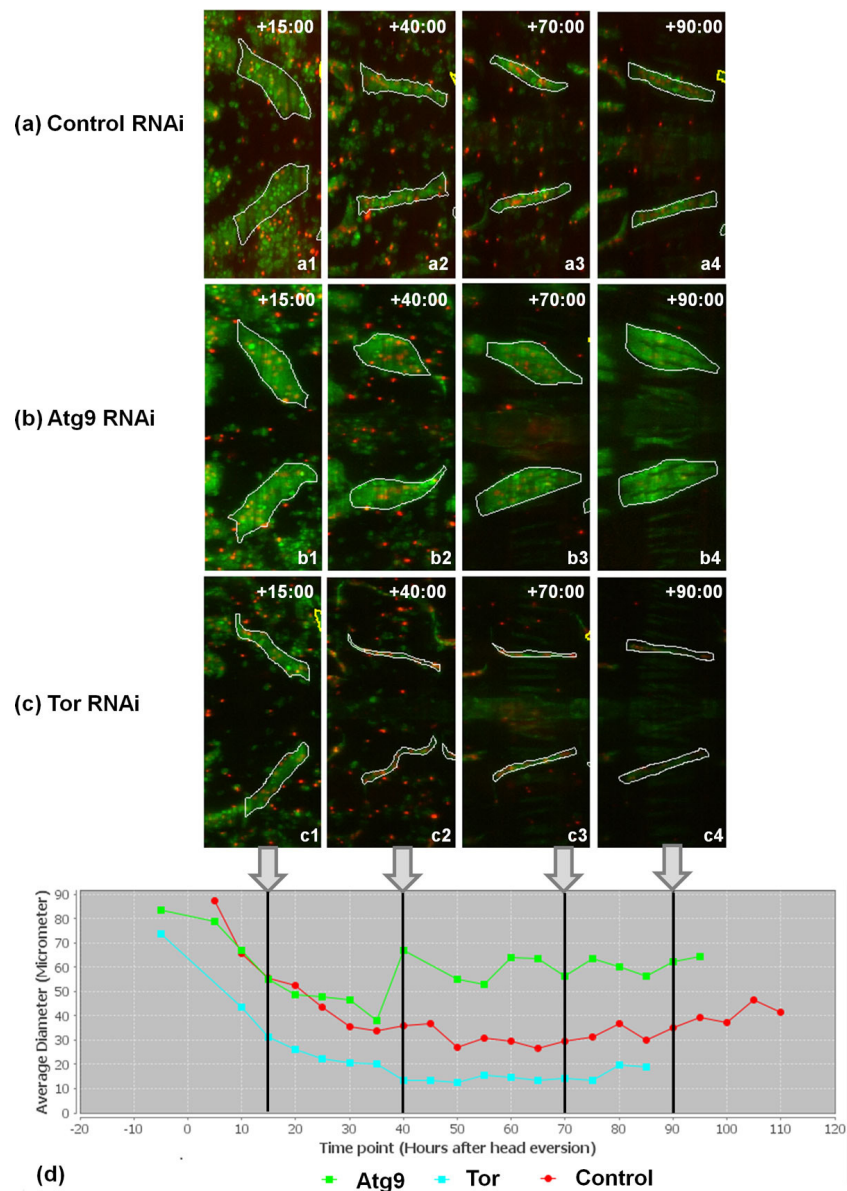 +15:00 +40:00 +70:00 +90:00
(a) Control RNAi
a1 a2 a3 a4
+15:00 +40:00 +70:00 +90:00
(b) Atg9 RNAi
b1 b2 b3 b4
+15:00 +40:00 +70:00 +90:00
(c) Tor RNAi
c1 c2 c3 c4
Average Diameter (Micrometer)
90
80
70
60
50
40
30
20
10
0
-20 -10 0 10 20 30 40 50 60 70 80 90 100 110 120
Time point (Hours after head eversion)
(d) Atg9 Tor Control